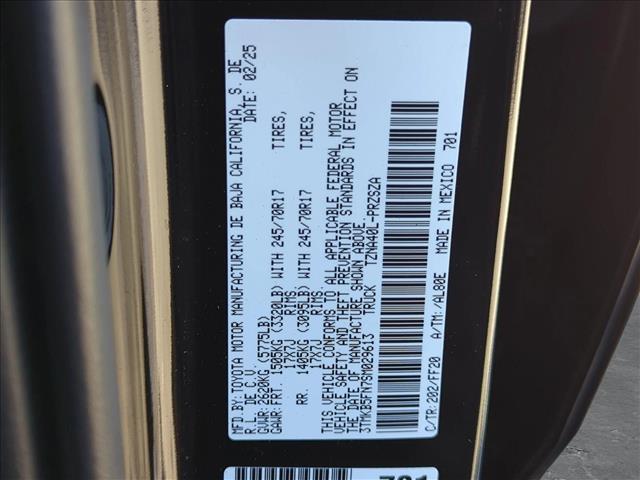 MFD.BY:TOYOTA MOTOR MANUFACTURING DE BAJA CALIFORNIA, S. DE
R.L. DE C.V. DATE: 02/25
GVWR: 2620KG (5775LB)
GAWR: FRT. 1505KG (3320LB) WITH 245/70R17 TIRES,
17X7J RIMS
RR. 1405KG (3095LB) WITH 245/70R17 TIRES,
17X7J RIMS
THIS VEHICLE CONFORMS TO ALL APPLICABLE FEDERAL MOTOR
VEHICLE SAFETY AND THEFT PREVENTION STANDARDS IN EFFECT ON
THE DATE OF MANUFACTURE SHOWN ABOVE.
3TMKB5FN7SM029613 TRUCK TZNA40L-PRZSZA
C/TR:202/FF20 A/TM:/AL80E MADE IN MEXICO 701